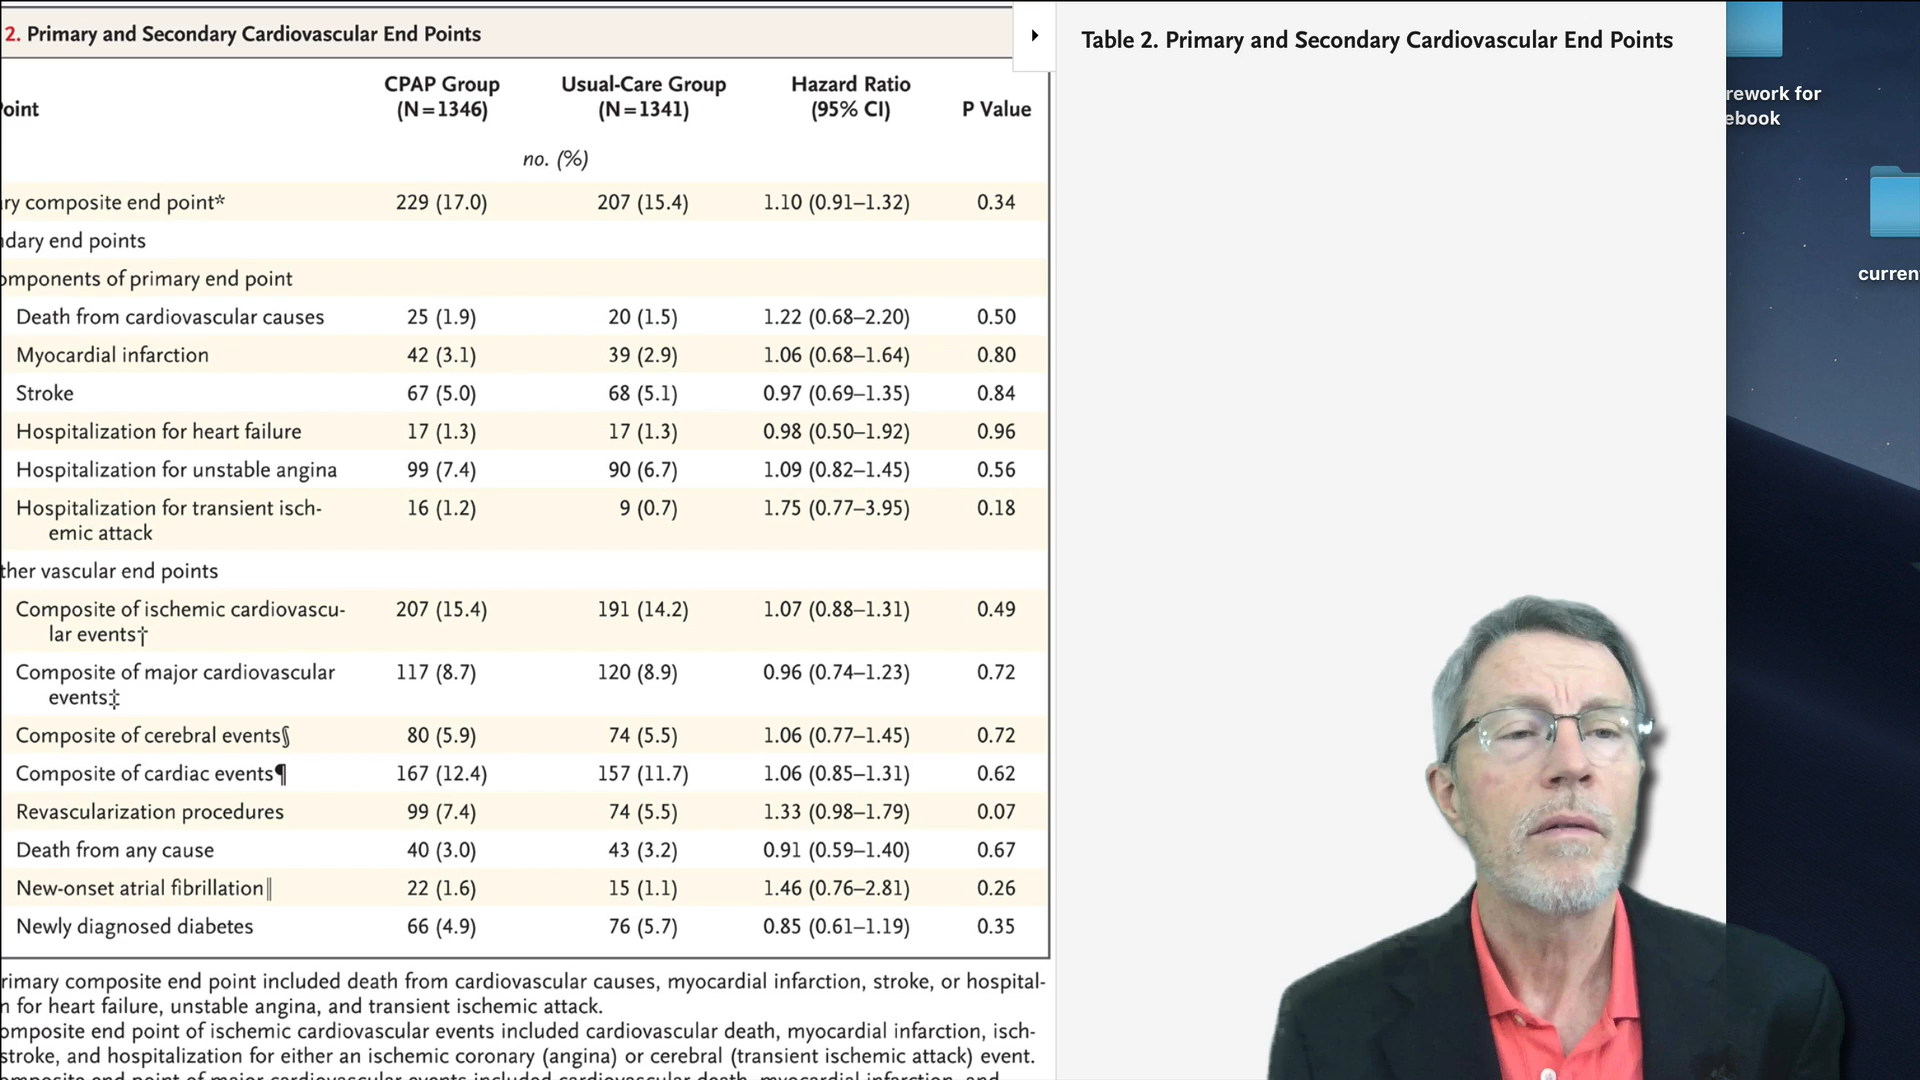 2. Primary and Secondary Cardiovascular End Points
Table 2. Primary and Secondary Cardiovascular End Points
CPAP Group Usual-Care Group Hazard Ratio
oint (N=1346) (N=1341) (95% CI) P Value
no. (%)
ry composite end point* 229 (17.0) 207 (15.4) 1.10 (0.91–1.32) 0.34
ndary end points
omponents of primary end point
Death from cardiovascular causes 25 (1.9) 20 (1.5) 1.22 (0.68–2.20) 0.50
Myocardial infarction 42 (3.1) 39 (2.9) 1.06 (0.68–1.64) 0.80
Stroke 67 (5.0) 68 (5.1) 0.97 (0.69–1.35) 0.84
Hospitalization for heart failure 17 (1.3) 17 (1.3) 0.98 (0.50–1.92) 0.96
Hospitalization for unstable angina 99 (7.4) 90 (6.7) 1.09 (0.82–1.45) 0.56
Hospitalization for transient isch- 16 (1.2) 9 (0.7) 1.75 (0.77–3.95) 0.18
emic attack
ther vascular end points
Composite of ischemic cardiovascu- 207 (15.4) 191 (14.2) 1.07 (0.88–1.31) 0.49
lar events†
Composite of major cardiovascular 117 (8.7) 120 (8.9) 0.96 (0.74–1.23) 0.72
events‡
Composite of cerebral events§ 80 (5.9) 74 (5.5) 1.06 (0.77–1.45) 0.72
Composite of cardiac events¶ 167 (12.4) 157 (11.7) 1.06 (0.85–1.31) 0.62
Revascularization procedures 99 (7.4) 74 (5.5) 1.33 (0.98–1.79) 0.07
Death from any cause 40 (3.0) 43 (3.2) 0.91 (0.59–1.40) 0.67
New-onset atrial fibrillation‖ 22 (1.6) 15 (1.1) 1.46 (0.76–2.81) 0.26
Newly diagnosed diabetes 66 (4.9) 76 (5.7) 0.85 (0.61–1.19) 0.35
rimary composite end point included death from cardiovascular causes, myocardial infarction, stroke, or hospital-
n for heart failure, unstable angina, and transient ischemic attack.
omposite end point of ischemic cardiovascular events included cardiovascular death, myocardial infarction, isch-
stroke, and hospitalization for either an ischemic coronary (angina) or cerebral (transient ischemic attack) event.
omposite end point of major cardiovascular events included cardiovascular death, myocardial infarction, and
rework for
ebook
curren